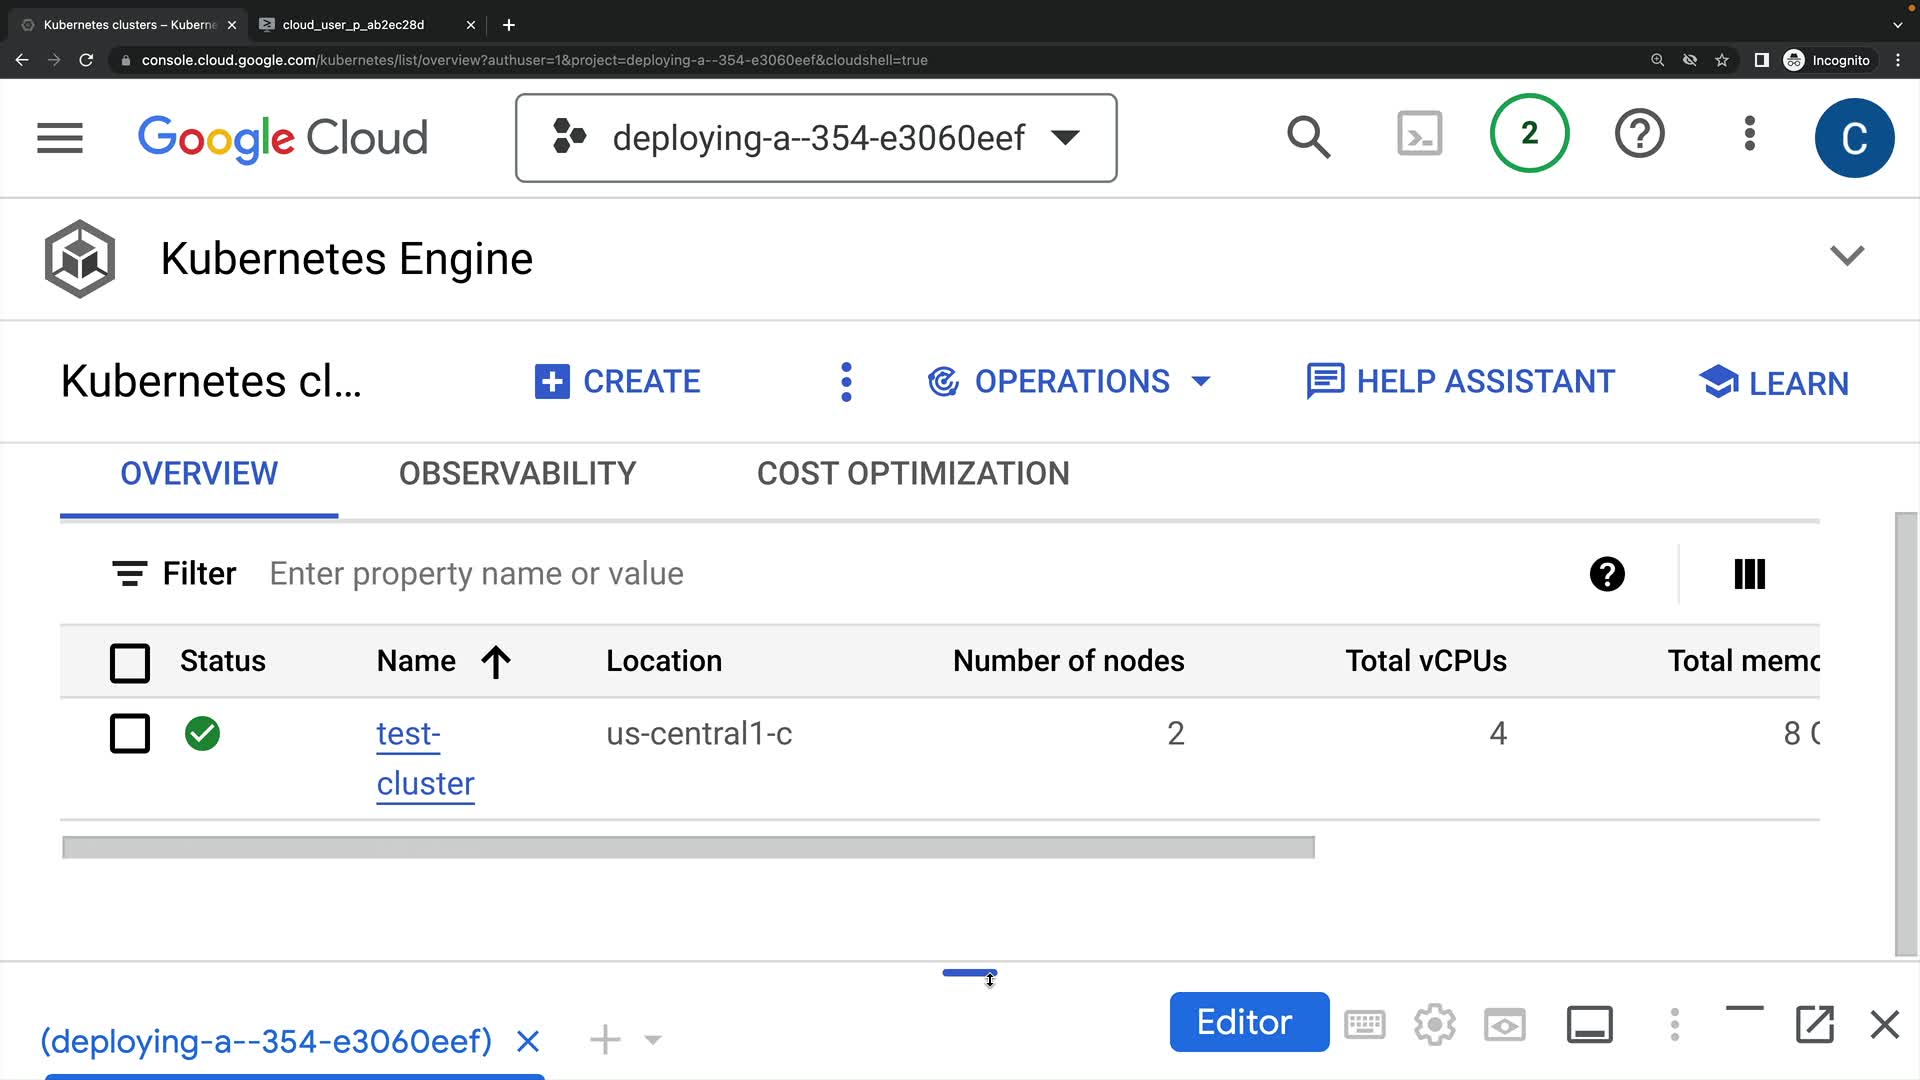 Kubernetes clusters – Kuberne
cloud_user_p_ab2ec28d
console.cloud.google.com/kubernetes/list/overview?authuser=1&project=deploying-a--354-e3060eef&cloudshell=true
Incognito
Google Cloud
deploying-a--354-e3060eef
2
C
Kubernetes Engine
Kubernetes cl...
CREATE
OPERATIONS
HELP ASSISTANT
LEARN
OVERVIEW
OBSERVABILITY
COST OPTIMIZATION
Filter
Enter property name or value
Status
Name
Location
Number of nodes
Total vCPUs
Total memo
test-
cluster
us-central1-c
2
4
8
(deploying-a--354-e3060eef)
Editor